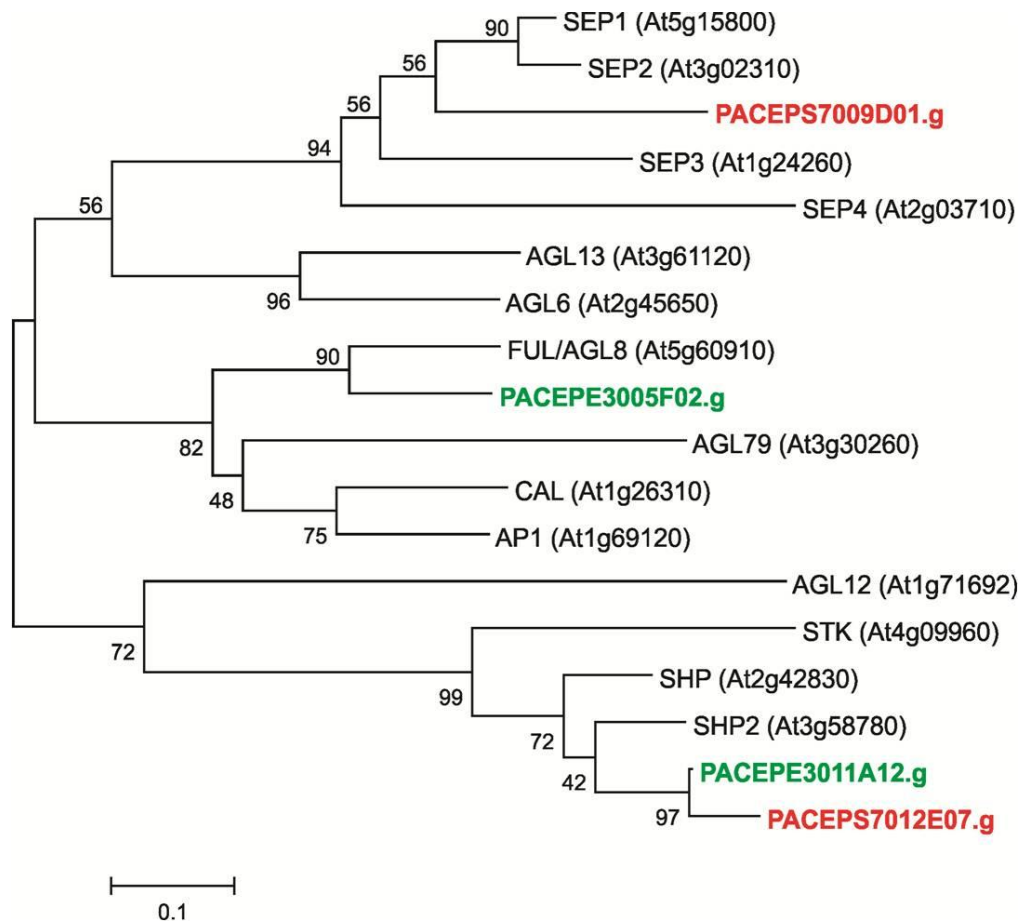 SEP1 (At5g15800)
90
SEP2 (At3g02310)
56
PACEPS7009D01.g
56
94
SEP3 (At1g24260)
56
SEP4 (At2g03710)
AGL13 (At3g61120)
96
AGL6 (At2g45650)
FUL/AGL8 (At5g60910)
90
PACEPE3005F02.g
82
AGL79 (At3g30260)
48
CAL (At1g26310)
75
AP1 (At1g69120)
AGL12 (At1g71692)
72
STK (At4g09960)
99
SHP (At2g42830)
72
SHP2 (At3g58780)
42
PACEPE3011A12.g
97
PACEPS7012E07.g
0.1